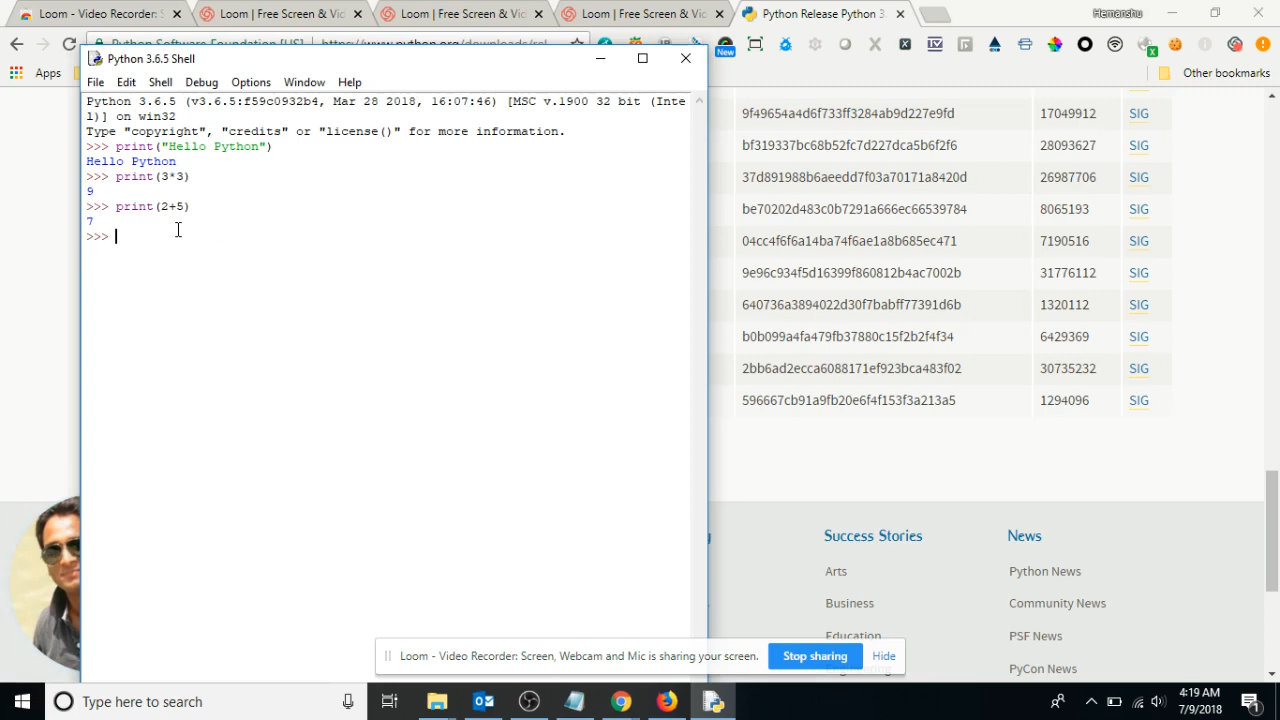 Loom - Video Recorder: Screen
Loom | Free Screen & Vi
Loom | Free Screen & Vi
Loom | Free Screen & Vi
Python Release Python 3
Hemanshu
New
Apps
Other bookmarks
Python 3.6.5 Shell
File Edit Shell Debug Options Window Help
Python 3.6.5 (v3.6.5:f59c0932b4, Mar 28 2018, 16:07:46) [MSC v.1900 32 bit (Inte
l)] on win32
Type "copyright", "credits" or "license()" for more information.
>>> print("Hello Python")
Hello Python
>>> print(3*3)
9
>>> print(2+5)
7
>>>
9f49654a4d6f733ff3284ab9d227e9fd 17049912 SIG
bf319337bc68b52fc7d227dca5b6f2f6 28093627 SIG
37d891988b6aeedd7f03a70171a8420d 26987706 SIG
be70202d483c0b7291a666ec66539784 8065193 SIG
04cc4f6f6a14ba74f6ae1a8b685ec471 7190516 SIG
9e96c934f5d16399f860812b4ac7002b 31776112 SIG
640736a3894022d30f7babff77391d6b 1320112 SIG
b0b099a4fa479fb37880c15f2b2f4f34 6429369 SIG
2bb6ad2ecca6088171ef923bca483f02 30735232 SIG
596667cb91a9fb20e6f4f153f3a213a5 1294096 SIG
Success Stories
Arts
Business
Education
News
Python News
Community News
PSF News
PyCon News
Loom - Video Recorder: Screen, Webcam and Mic is sharing your screen. Stop sharing Hide
Type here to search
4:19 AM
7/9/2018
1